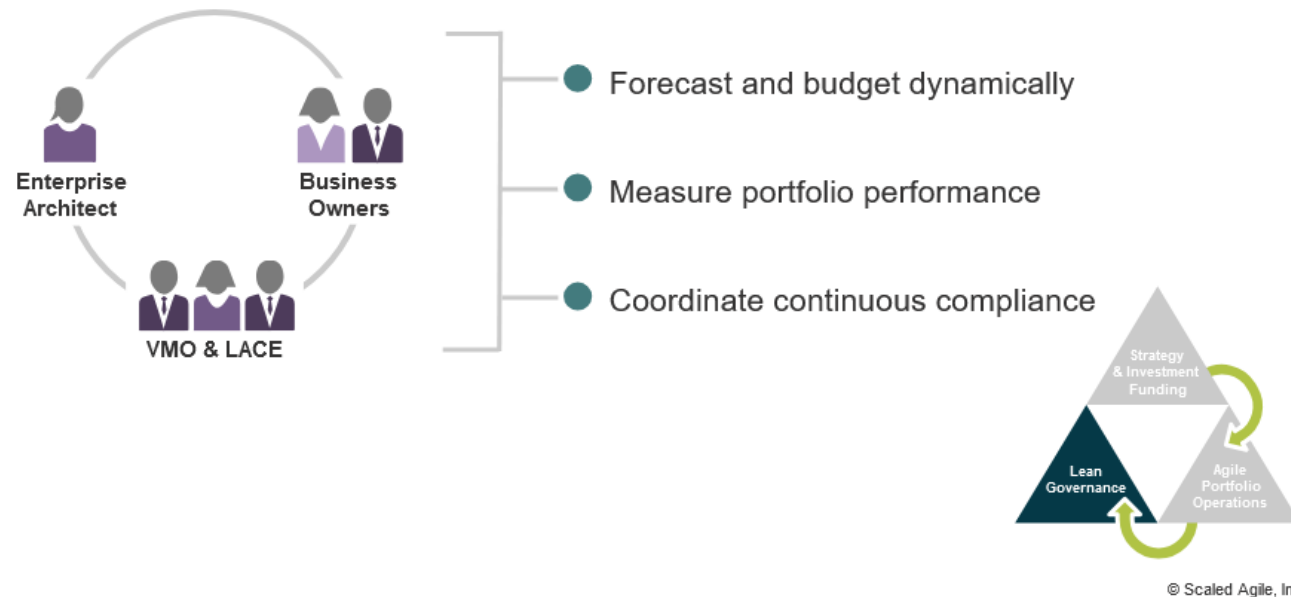 Enterprise
Architect
Business
Owners
VMO & LACE
Forecast and budget dynamically
Measure portfolio performance
Coordinate continuous compliance
Strategy
& Investment
Funding
Lean
Governance
Agile
Portfolio
Operations
© Scaled Agile, In